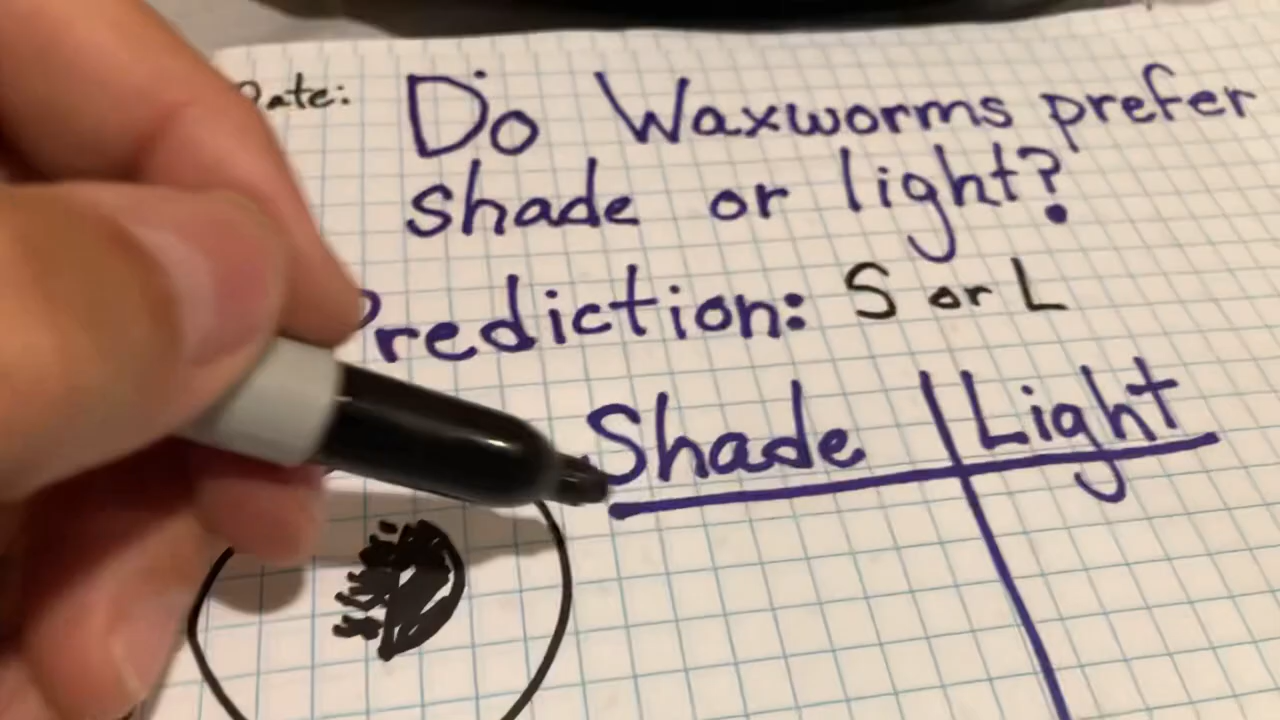 Date:
Do Waxworms prefer
shade or light?
Prediction: S or L
Shade Light